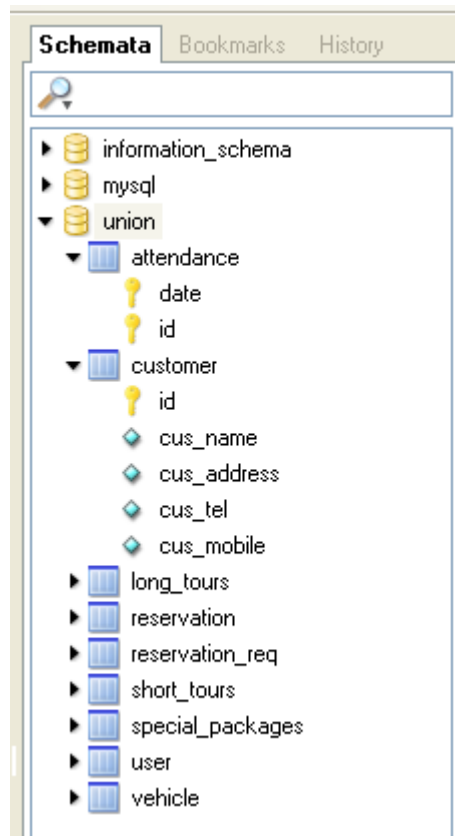 Schemata Bookmarks History
information_schema
mysql
union
attendance
date
id
customer
id
cus_name
cus_address
cus_tel
cus_mobile
long_tours
reservation
reservation_req
short_tours
special_packages
user
vehicle